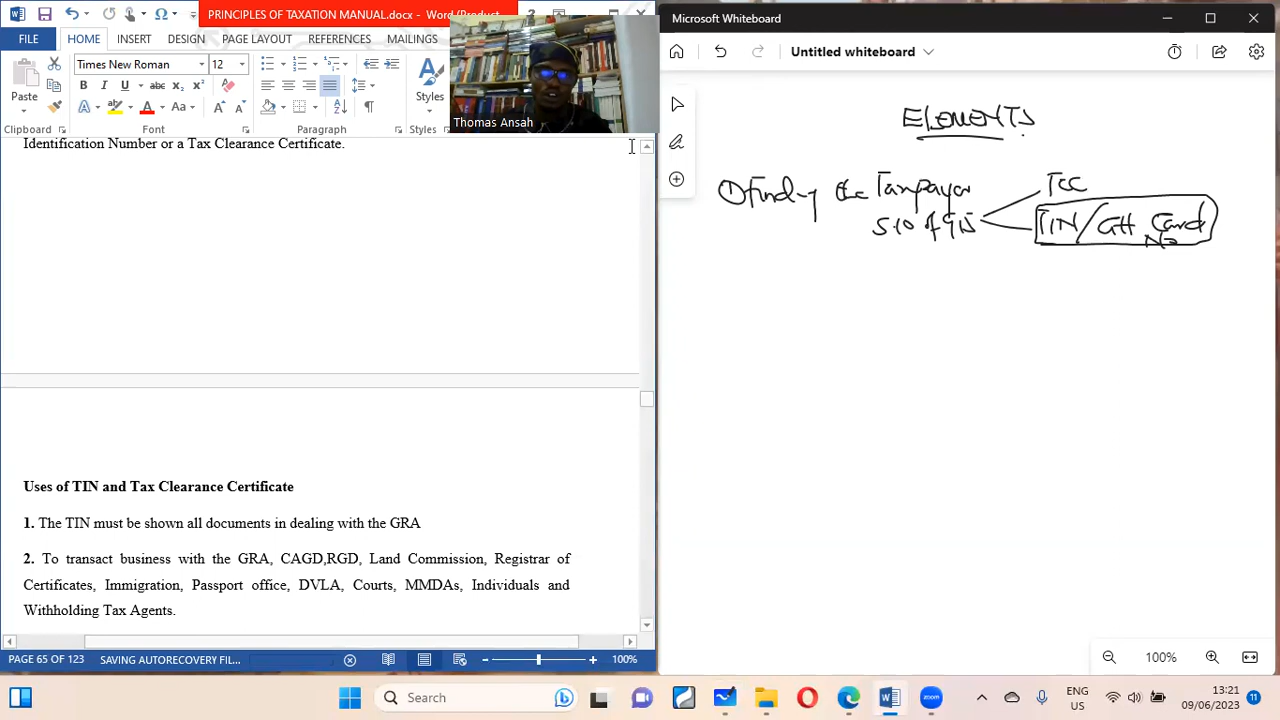 PRINCIPLES OF TAXATION MANUAL.docx - Word (Produc
FILE
HOME
INSERT
DESIGN
PAGE LAYOUT
REFERENCES
MAILINGS
Times New Roman
12
Paste
Styles
Clipboard
Font
Paragraph
Styles
Thomas Ansah
Identification Number or a Tax Clearance Certificate.
Uses of TIN and Tax Clearance Certificate
1. The TIN must be shown all documents in dealing with the GRA
2. To transact business with the GRA, CAGD,RGD, Land Commission, Registrar of
Certificates, Immigration, Passport office, DVLA, Courts, MMDAs, Individuals and
Withholding Tax Agents.
PAGE 65 OF 123
SAVING AUTORECOVERY FIL...
100%
Microsoft Whiteboard
Untitled whiteboard
ELEMENTS
TCC
TIN/GH Card
No
100%
Search
ENG
US
13:21
09/06/2023
11